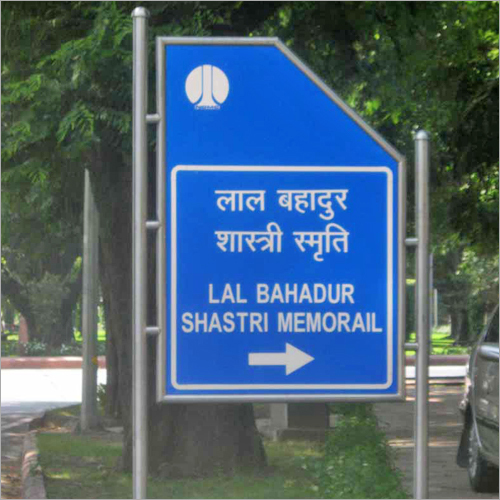 लाल बहादुर
शास्त्री स्मृति
LAL BAHADUR
SHASTRI MEMORAIL